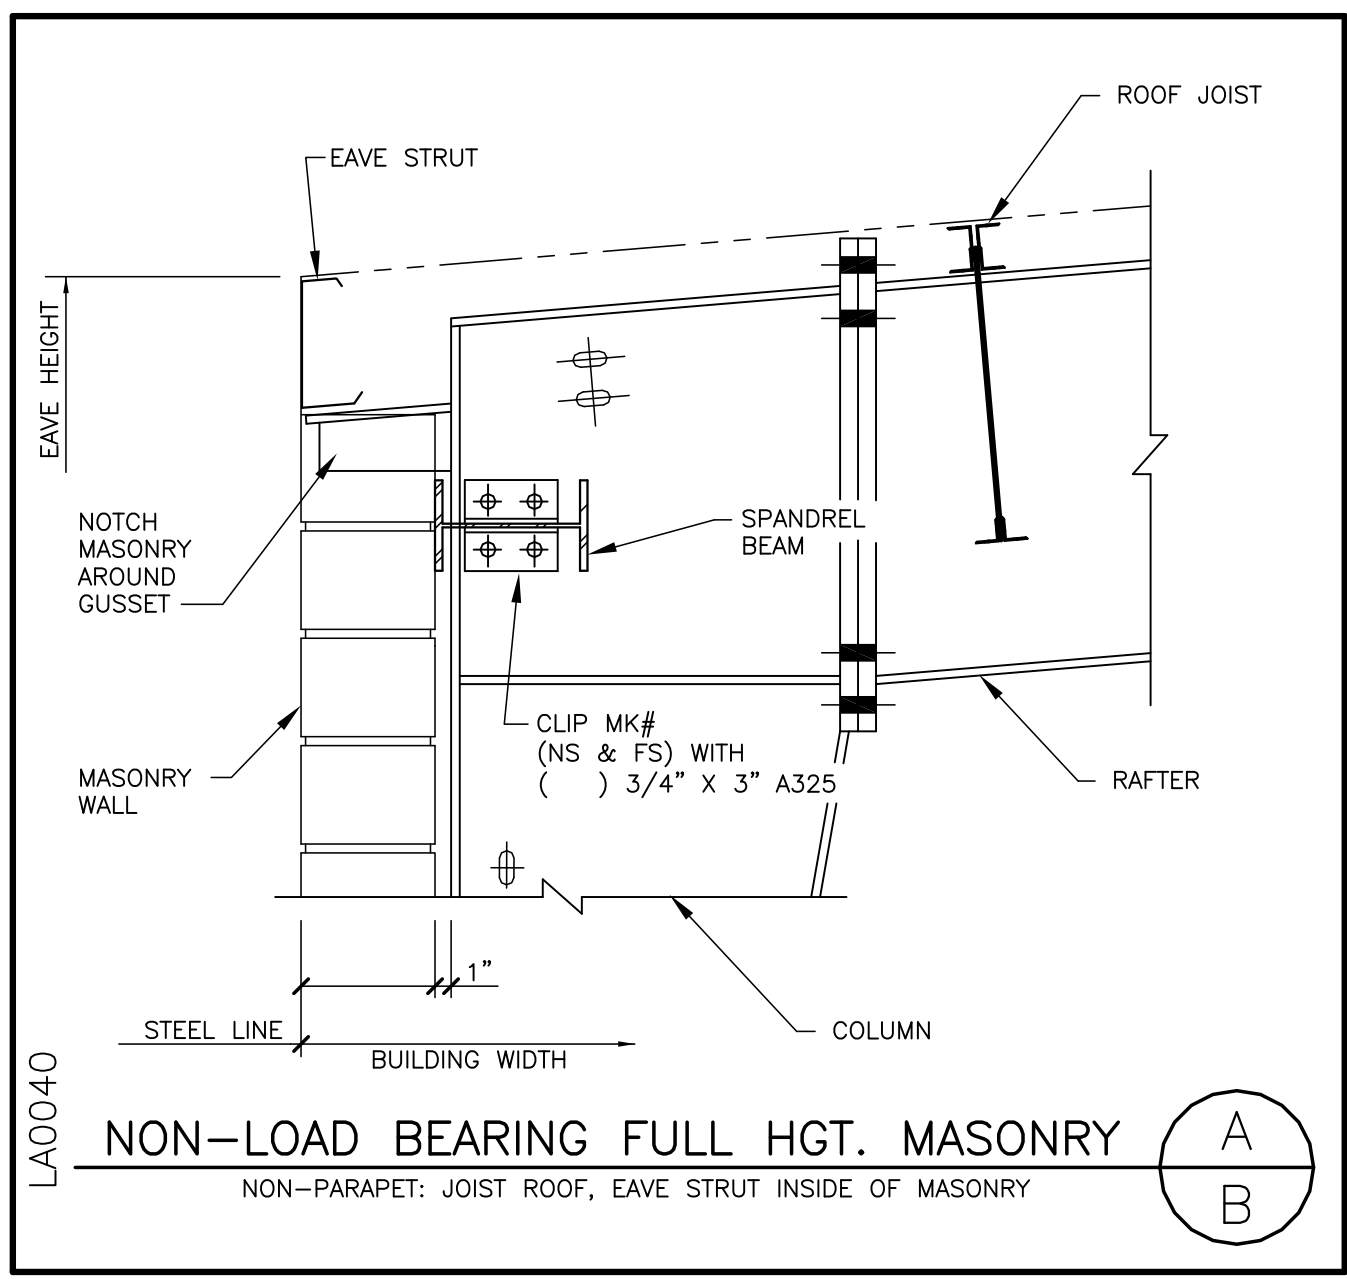 ROOF JOIST
EAVE STRUT
EAVE HEIGHT
NOTCH
MASONRY
AROUND
GUSSET
SPANDREL
BEAM
CLIP MK#
(NS & FS) WITH
(    ) 3/4" X 3" A325
MASONRY
WALL
RAFTER
1"
STEEL LINE
BUILDING WIDTH
COLUMN
LA0040
NON-LOAD BEARING FULL HGT. MASONRY
NON-PARAPET: JOIST ROOF, EAVE STRUT INSIDE OF MASONRY
A
B